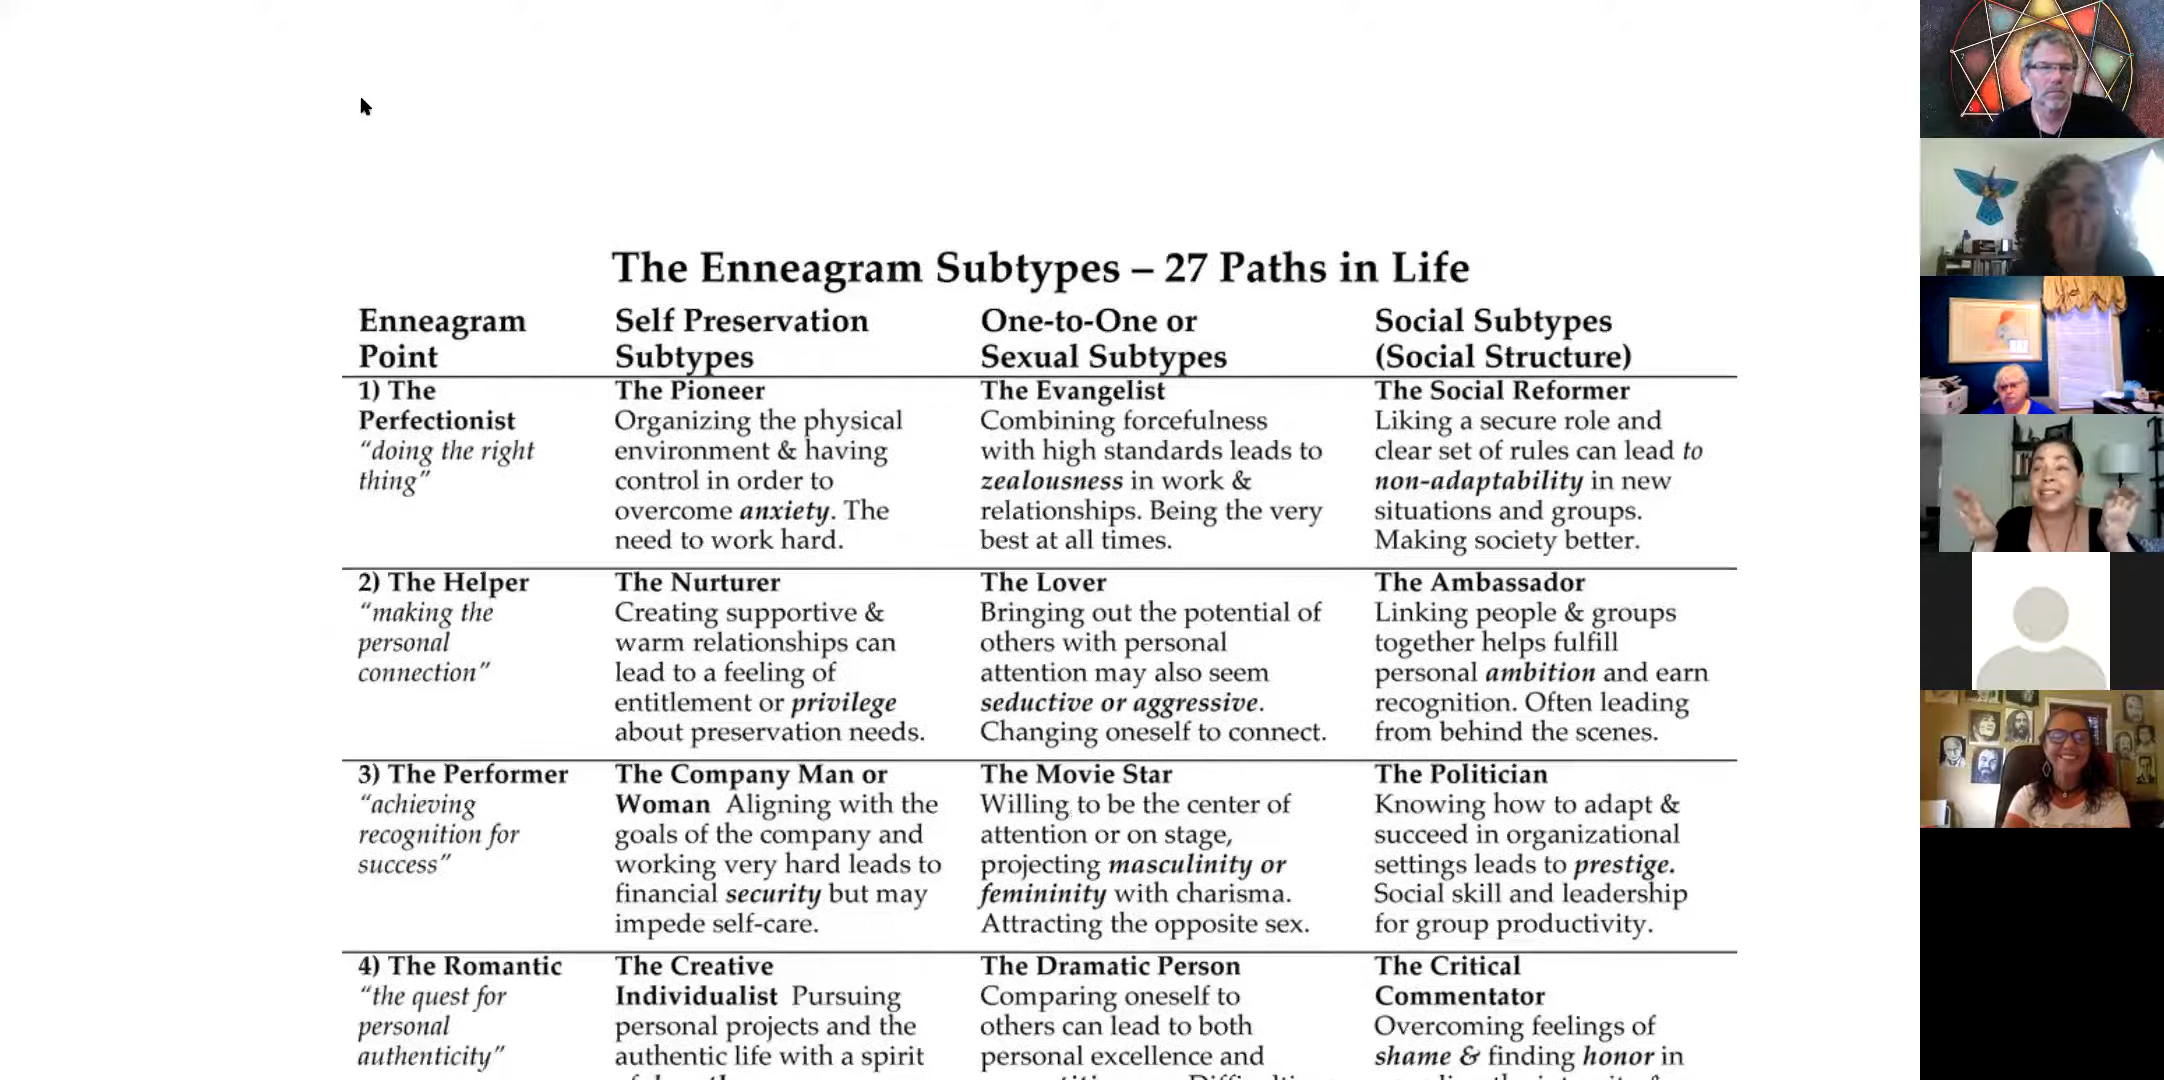 The Enneagram Subtypes – 27 Paths in Life
Enneagram
Point
Self Preservation
Subtypes
One-to-One or
Sexual Subtypes
Social Subtypes
(Social Structure)
1) The
Perfectionist
“doing the right
thing”
The Pioneer
Organizing the physical
environment & having
control in order to
overcome anxiety. The
need to work hard.
The Evangelist
Combining forcefulness
with high standards leads to
zealousness in work &
relationships. Being the very
best at all times.
The Social Reformer
Liking a secure role and
clear set of rules can lead to
non-adaptability in new
situations and groups.
Making society better.
2) The Helper
“making the
personal
connection”
The Nurturer
Creating supportive &
warm relationships can
lead to a feeling of
entitlement or privilege
about preservation needs.
The Lover
Bringing out the potential of
others with personal
attention may also seem
seductive or aggressive.
Changing oneself to connect.
The Ambassador
Linking people & groups
together helps fulfill
personal ambition and earn
recognition. Often leading
from behind the scenes.
3) The Performer
“achieving
recognition for
success”
The Company Man or
Woman Aligning with the
goals of the company and
working very hard leads to
financial security but may
impede self-care.
The Movie Star
Willing to be the center of
attention or on stage,
projecting masculinity or
femininity with charisma.
Attracting the opposite sex.
The Politician
Knowing how to adapt &
succeed in organizational
settings leads to prestige.
Social skill and leadership
for group productivity.
4) The Romantic
“the quest for
personal
authenticity”
The Creative
Individualist Pursuing
personal projects and the
authentic life with a spirit
The Dramatic Person
Comparing oneself to
others can lead to both
personal excellence and
The Critical
Commentator
Overcoming feelings of
shame & finding honor in